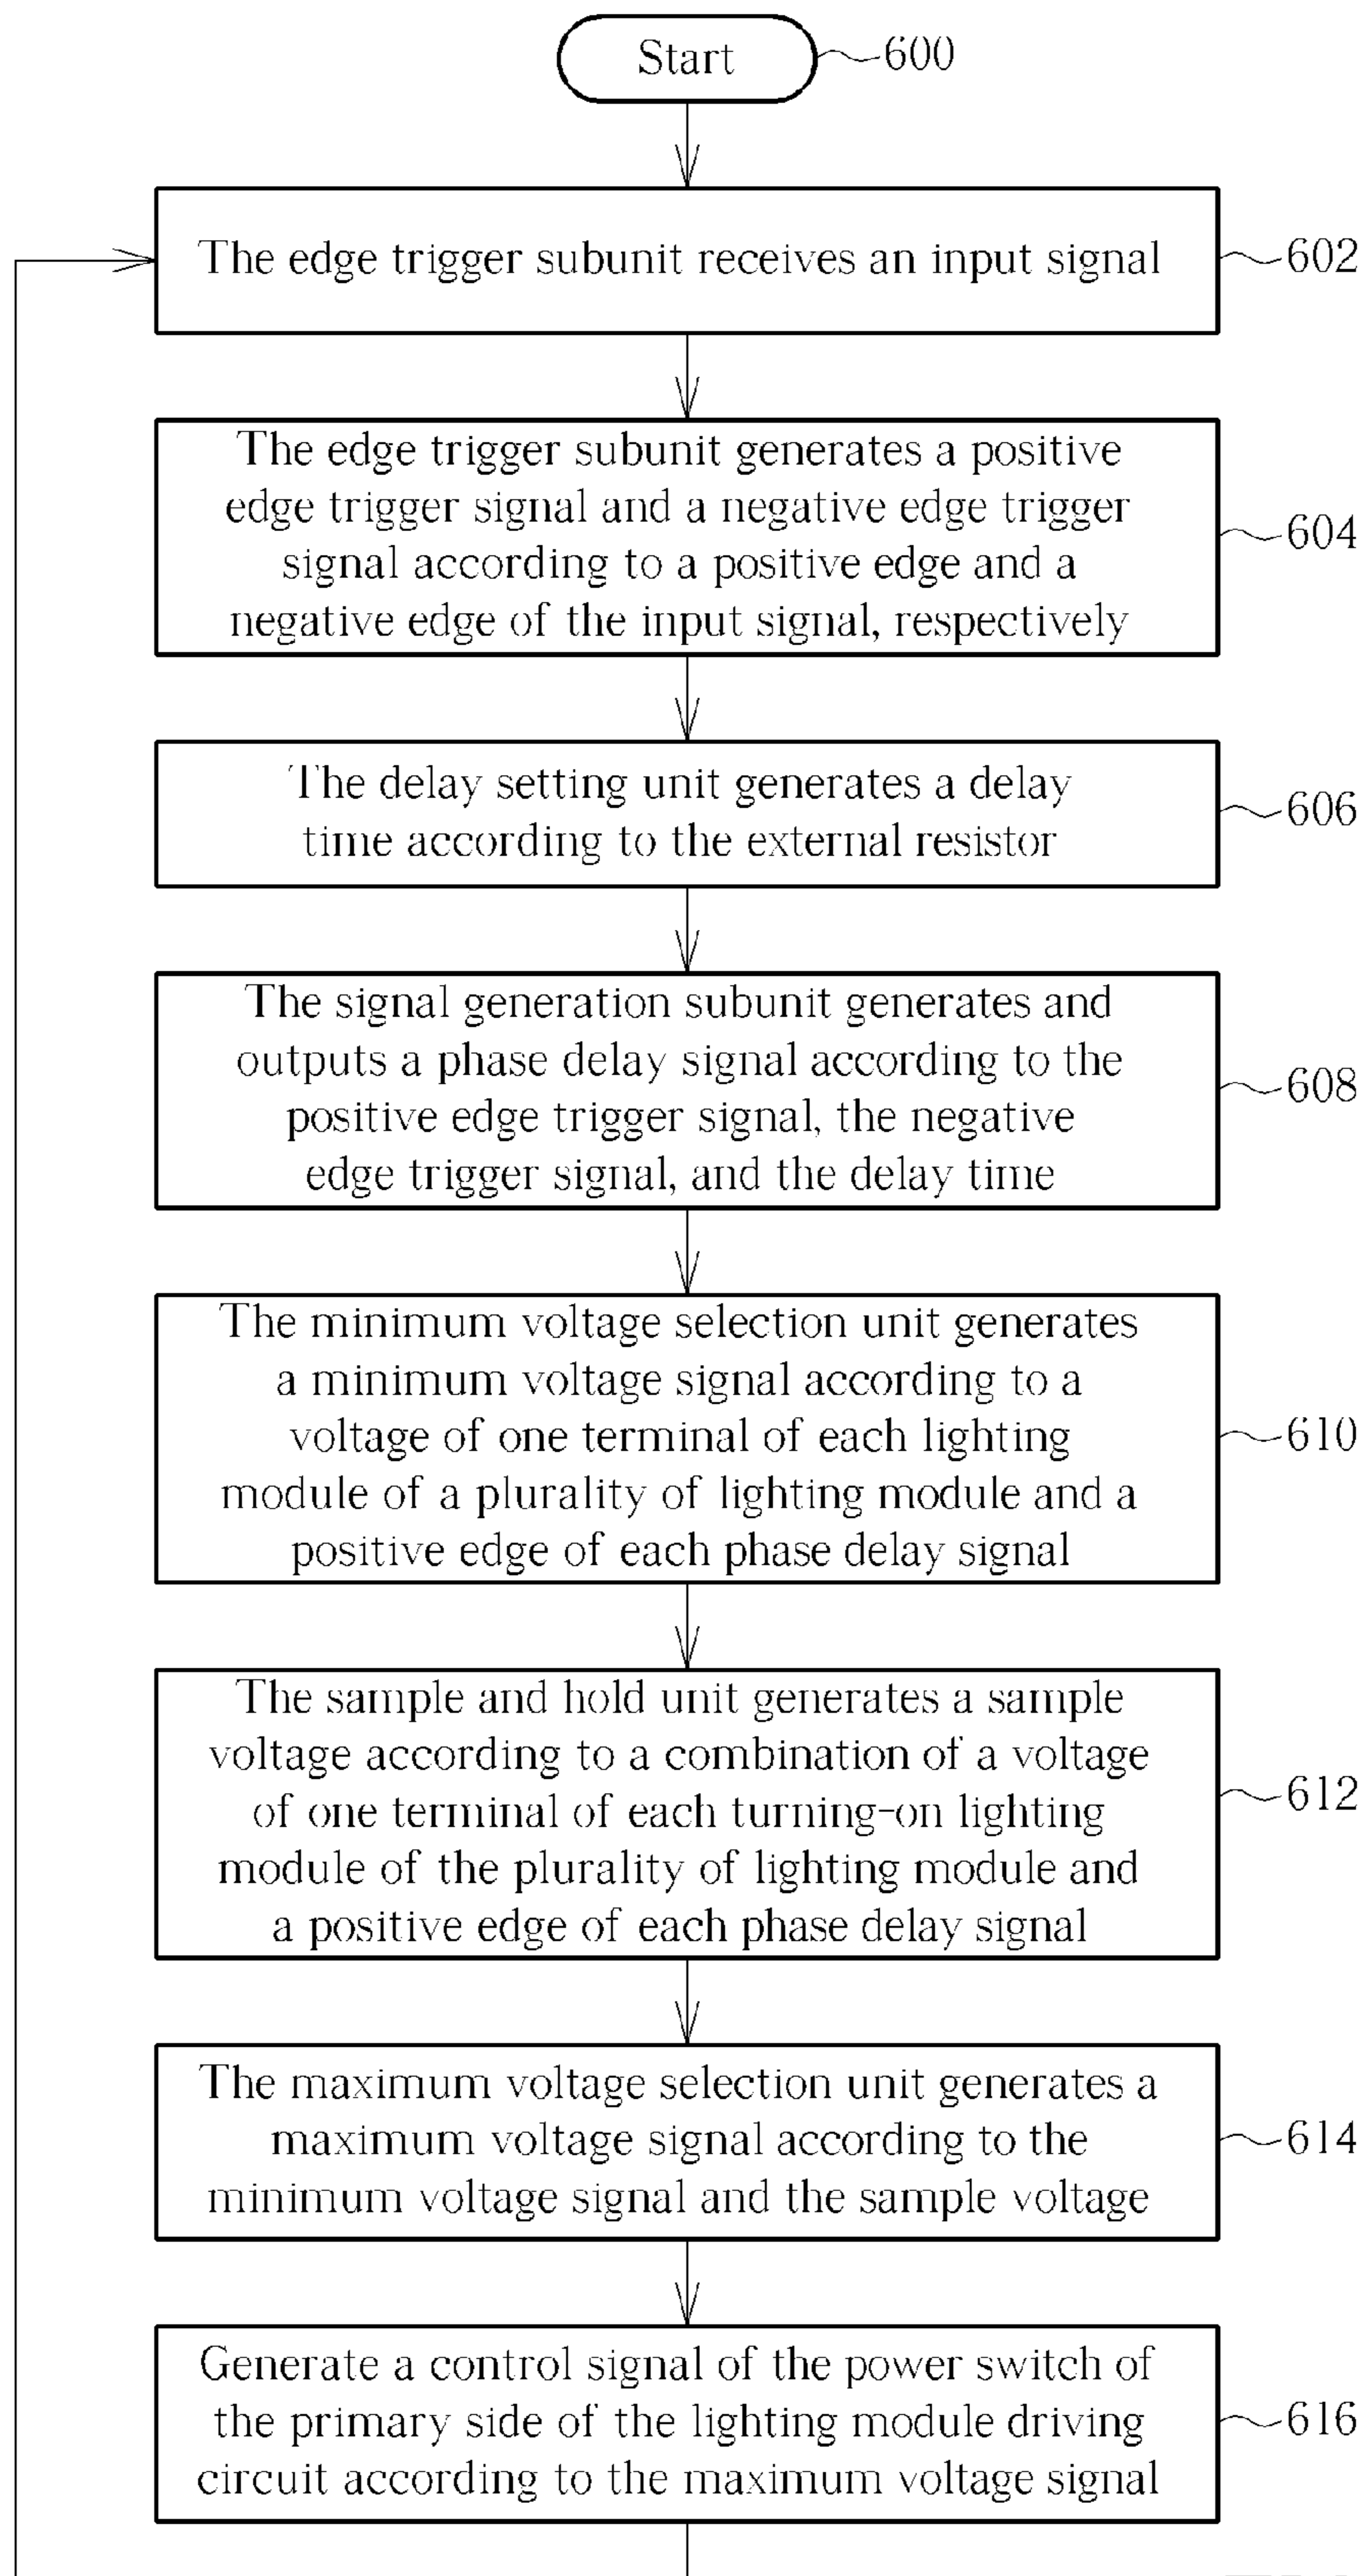 Start
600
The edge trigger subunit receives an input signal
602
The edge trigger subunit generates a positive
edge trigger signal and a negative edge trigger
signal according to a positive edge and a
negative edge of the input signal, respectively
604
The delay setting unit generates a delay
time according to the external resistor
606
The signal generation subunit generates and
outputs a phase delay signal according to the
positive edge trigger signal, the negative
edge trigger signal, and the delay time
608
The minimum voltage selection unit generates
a minimum voltage signal according to a
voltage of one terminal of each lighting
module of a plurality of lighting module and a
positive edge of each phase delay signal
610
The sample and hold unit generates a sample
voltage according to a combination of a voltage
of one terminal of each turning-on lighting
module of the plurality of lighting module and
a positive edge of each phase delay signal
612
The maximum voltage selection unit generates a
maximum voltage signal according to the
minimum voltage signal and the sample voltage
614
Generate a control signal of the power switch of
the primary side of the lighting module driving
circuit according to the maximum voltage signal
616